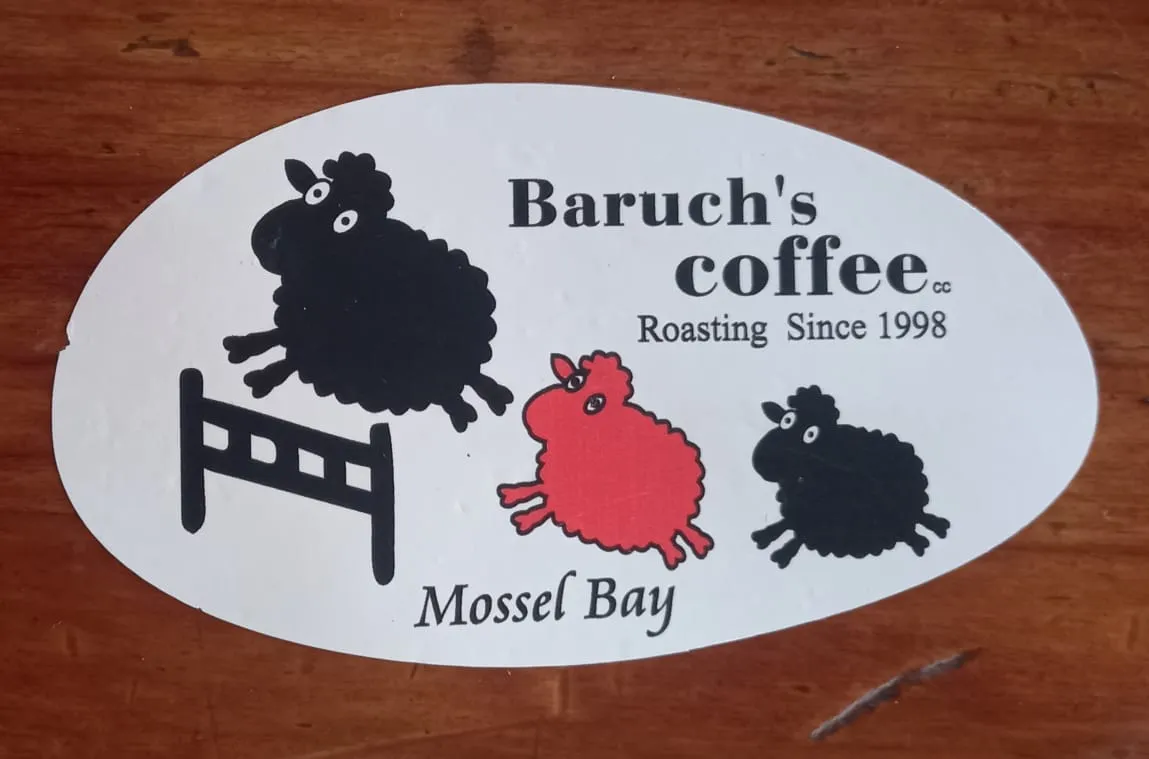 Baruch's
coffee cc
Roasting Since 1998
Mossel Bay